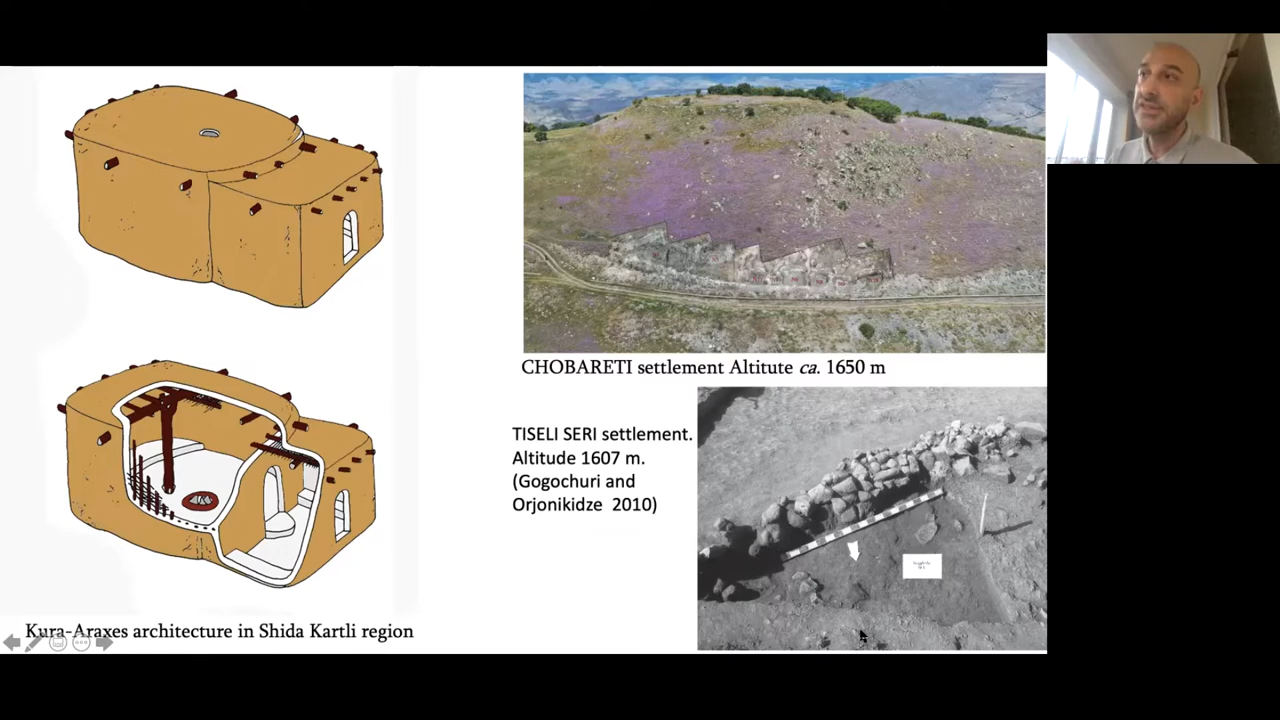 CHOBARETI settlement Altitute ca. 1650 m
TISELI SERI settlement.
Altitude 1607 m.
(Gogochuri and
Orjonikidze 2010)
Kura-Araxes architecture in Shida Kartli region